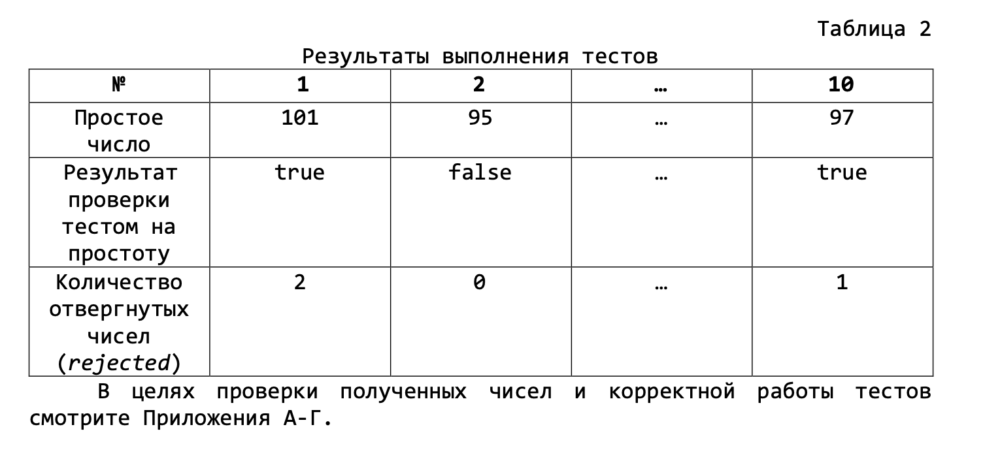 Таблица 2
Результаты выполнения тестов
№ 1 2 … 10
Простое 101 95 … 97
число
Результат true false … true
проверки
тестом на
простоту
Количество 2 0 … 1
отвергнутых
чисел
(rejected)
В целях проверки полученных чисел и корректной работы тестов
смотрите Приложения А-Г.